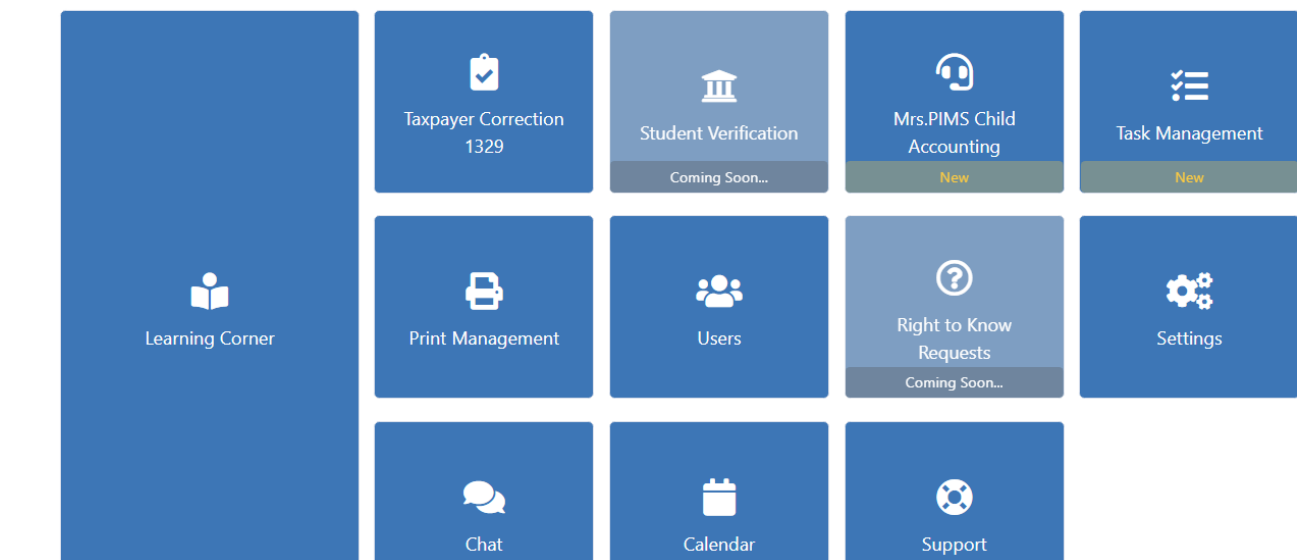 Taxpayer Correction
1329
Student Verification
Coming Soon...
Mrs.PIMS Child
Accounting
New
Task Management
New
Learning Corner
Print Management
Users
Right to Know
Requests
Coming Soon...
Settings
Chat
Calendar
Support